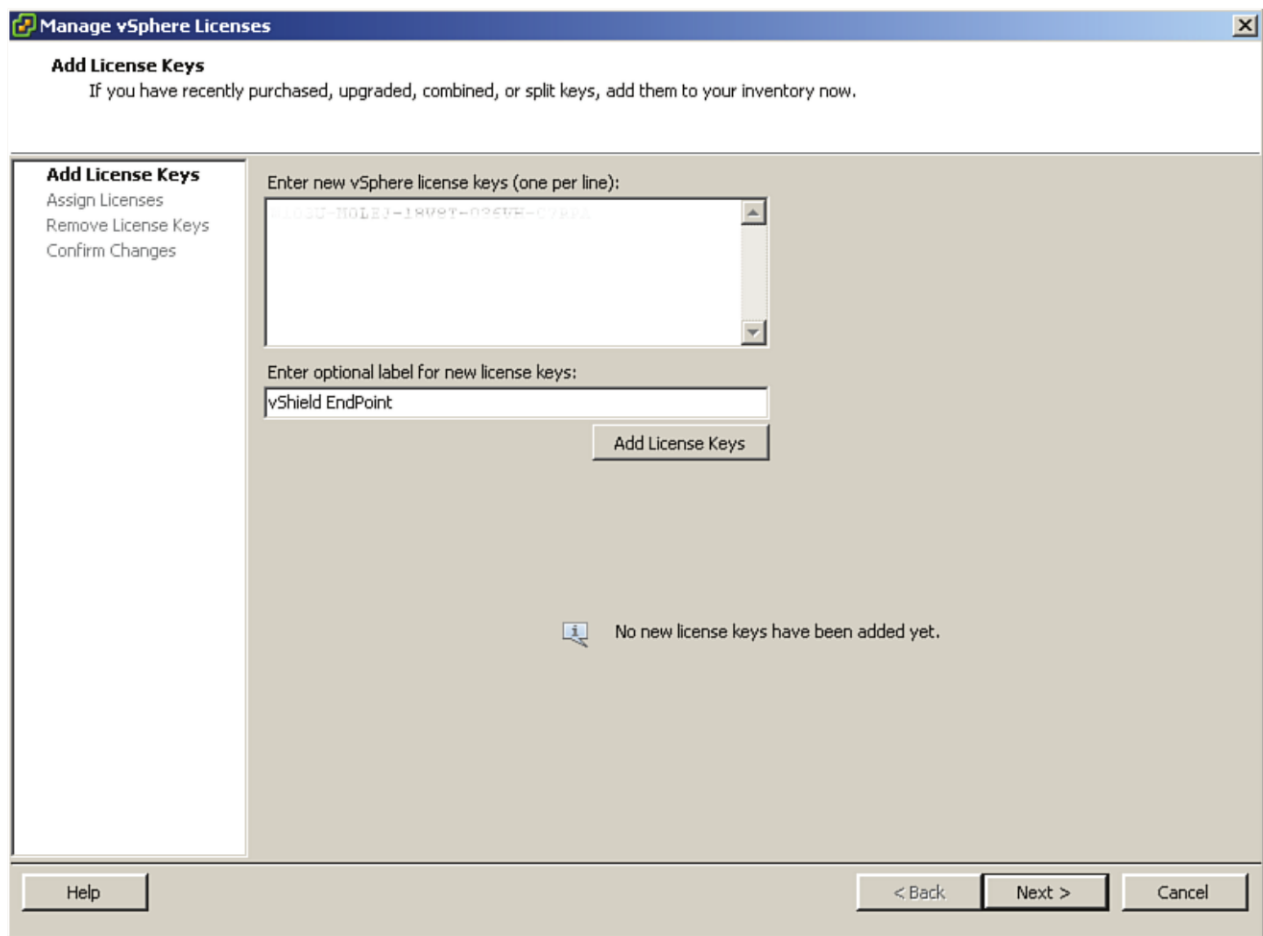 Manage vSphere Licenses
Add License Keys
If you have recently purchased, upgraded, combined, or split keys, add them to your inventory now.
Add License Keys
Assign Licenses
Remove License Keys
Confirm Changes
Enter new vSphere license keys (one per line):
Enter optional label for new license keys:
vShield EndPoint
Add License Keys
No new license keys have been added yet.
Help
< Back
Next >
Cancel